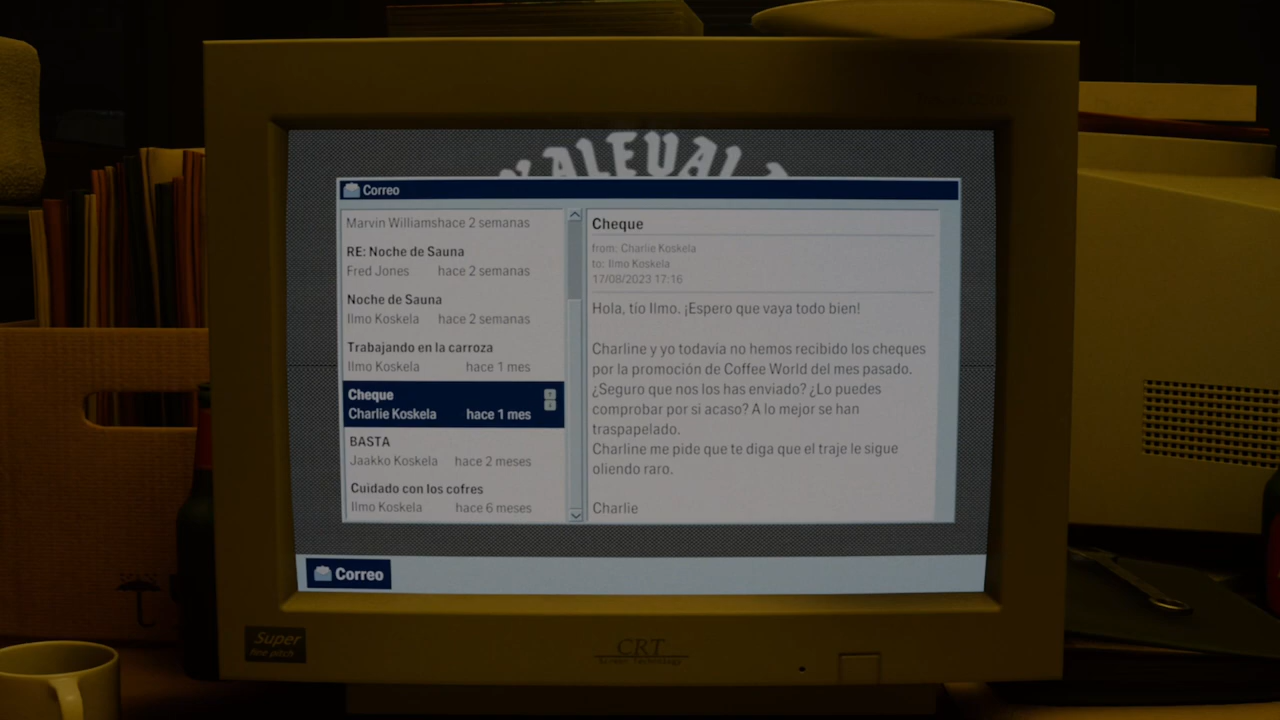 Correo
Marvin Williamshace 2 semanas
RE: Noche de Sauna
Fred Jones hace 2 semanas
Noche de Sauna
Ilmo Koskela hace 2 semanas
Trabajando en la carroza
Ilmo Koskela hace 1 mes
Cheque
Charlie Koskela hace 1 mes
BASTA
Jaakko Koskela hace 2 meses
Cuidado con los cofres
Ilmo Koskela hace 6 meses
Cheque
from: Charlie Koskela
to: Ilmo Koskela
17/08/2023 17:16
Hola, tío Ilmo. ¡Espero que vaya todo bien!
Charline y yo todavía no hemos recibido los cheques
por la promoción de Coffee World del mes pasado.
¿Seguro que nos los has enviado? ¿Lo puedes
comprobar por si acaso? A lo mejor se han
traspapelado.
Charline me pide que te diga que el traje le sigue
oliendo raro.
Charlie
Correo
Super
fine pitch
CRT
Screen Technology